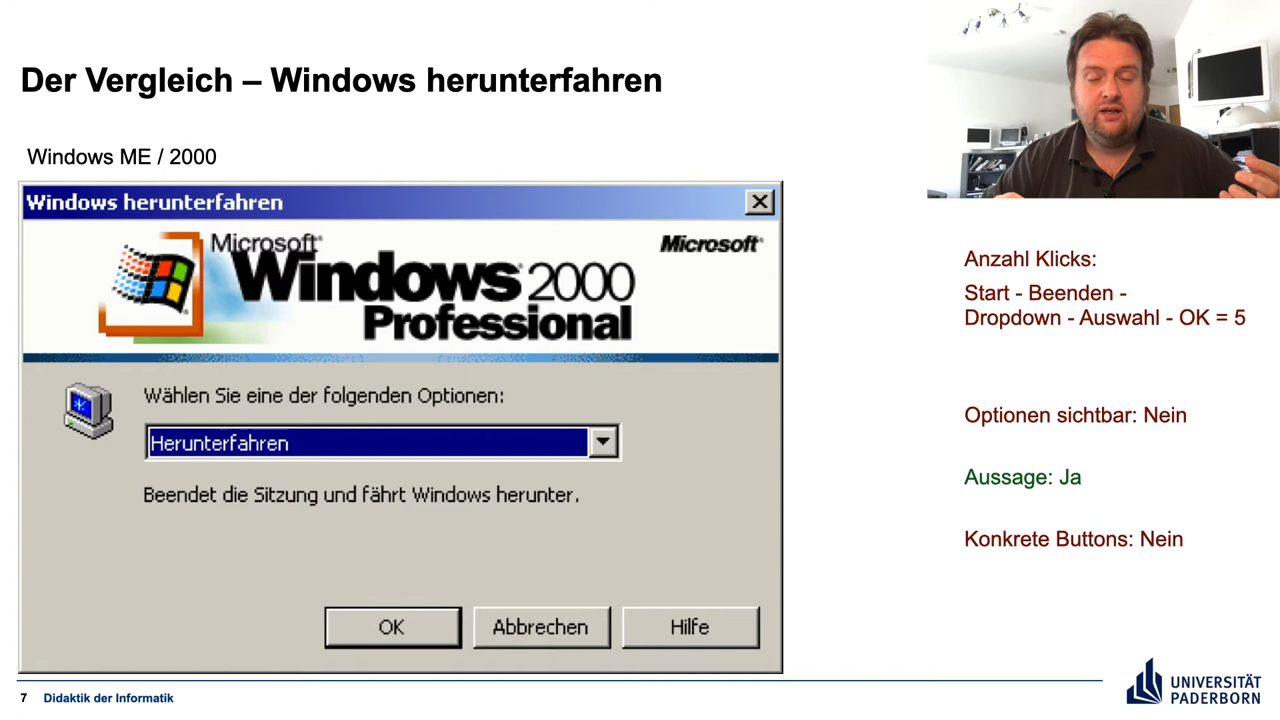 Der Vergleich – Windows herunterfahren
Windows ME / 2000
Windows herunterfahren
Microsoft®
Windows® 2000
Professional
Microsoft®
Wählen Sie eine der folgenden Optionen:
Herunterfahren
Beendet die Sitzung und fährt Windows herunter.
OK
Abbrechen
Hilfe
Anzahl Klicks:
Start - Beenden -
Dropdown - Auswahl - OK = 5
Optionen sichtbar: Nein
Aussage: Ja
Konkrete Buttons: Nein
7 Didaktik der Informatik
UNIVERSITÄT
PADERBORN